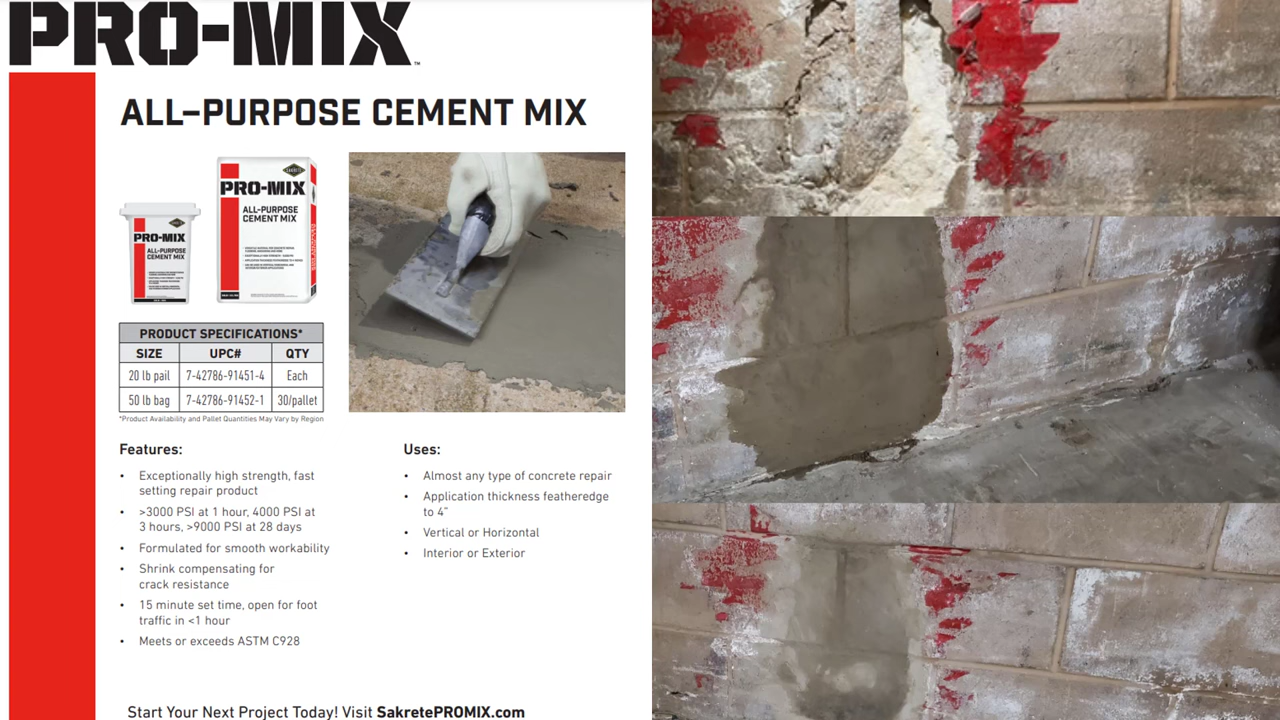 PRO-MIX™
ALL-PURPOSE CEMENT MIX
PRO-MIX
ALL-PURPOSE
CEMENT MIX
PRO-MIX
ALL-PURPOSE
CEMENT MIX
PRODUCT SPECIFICATIONS*
SIZE UPC# QTY
20 lb pail 7-42786-91451-4 Each
50 lb bag 7-42786-91452-1 30/pallet
*Product Availability and Pallet Quantities May Vary by Region
Features:
• Exceptionally high strength, fast
setting repair product
• >3000 PSI at 1 hour, 4000 PSI at
3 hours, >9000 PSI at 28 days
• Formulated for smooth workability
• Shrink compensating for
crack resistance
• 15 minute set time, open for foot
traffic in <1 hour
• Meets or exceeds ASTM C928
Uses:
• Almost any type of concrete repair
• Application thickness featheredge
to 4”
• Vertical or Horizontal
• Interior or Exterior
Start Your Next Project Today! Visit SakretePROMIX.com